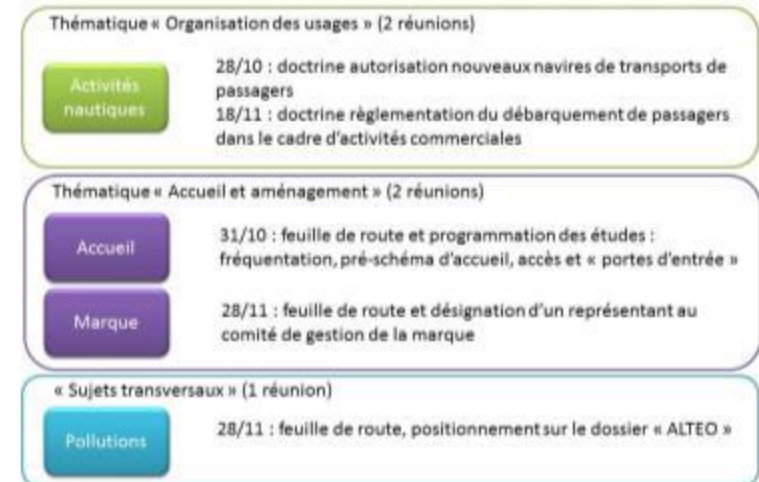 Thématique « Organisation des usages » (2 réunions)
Activités
nautiques
28/10 : doctrine autorisation nouveaux navires de transports de
passagers
18/11 : doctrine règlementation du débarquement de passagers
dans le cadre d'activités commerciales
Thématique « Accueil et aménagement » (2 réunions)
Accueil
31/10 : feuille de route et programmation des études :
fréquentation, pré-schéma d'accueil, accès et « portes d'entrée »
Marque
28/11 : feuille de route et désignation d'un représentant au
comité de gestion de la marque
« Sujets transversaux » (1 réunion)
Pollutions
28/11 : feuille de route, positionnement sur le dossier « ALTEO »